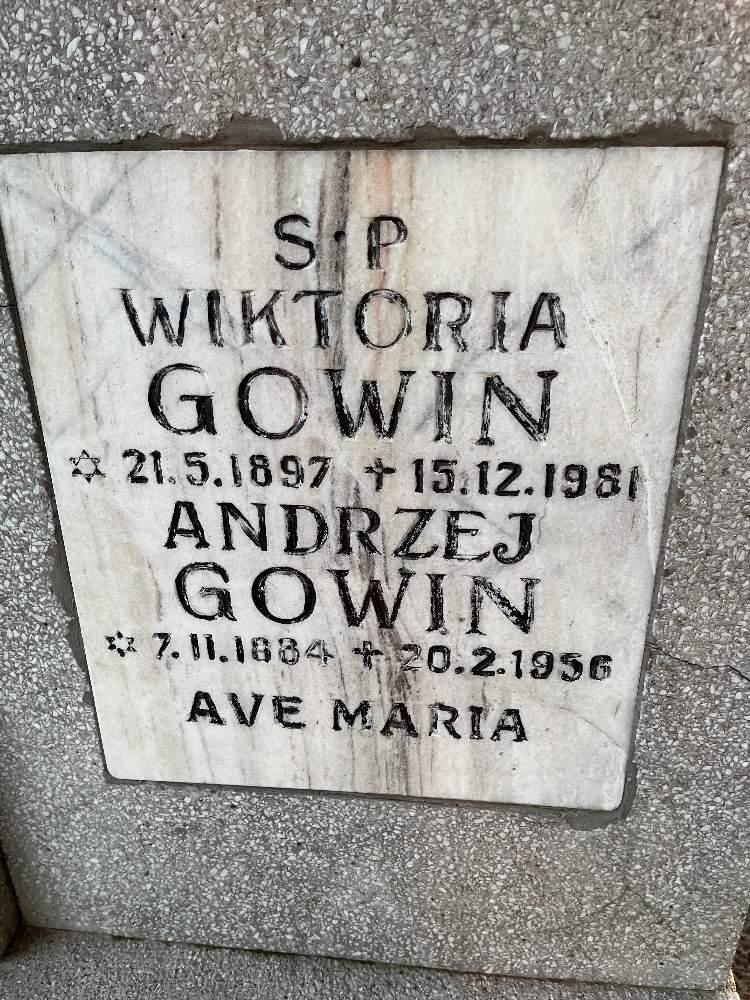 S·P
WIKTORIA
GOWIN
✡ 21.5.1897 ✝ 15.12.1981
ANDRZEJ
GOWIN
✡ 7.11.1884 ✝ 20.2.1956
AVE MARIA